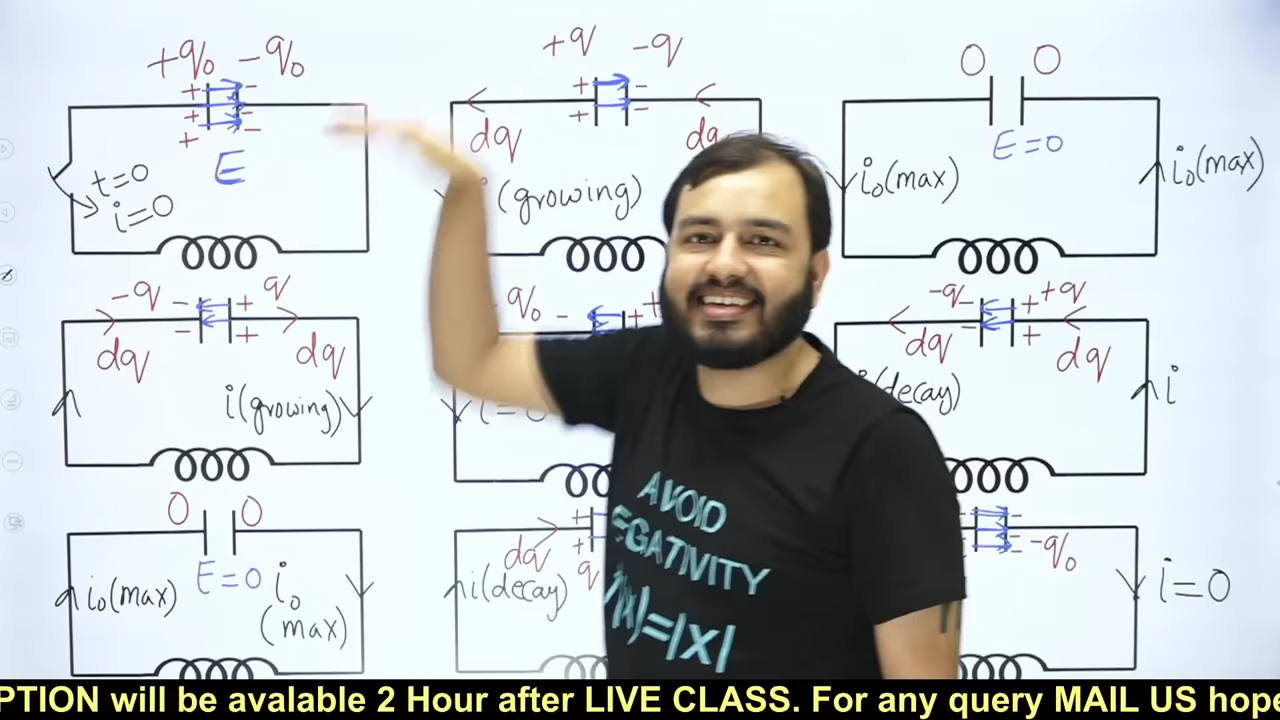 +q₀ -q₀
+ -
+
+ -
+ -
E
t=0
i=0
+q -q
+ -
+ -
dq dq
(growing)
0 0
E=0
i₀(max) i₀(max)
-q - + q
- +
dq dq
i(growing)
q₀ - +
i=0
-q - + +q
- +
dq dq
i(decay) i
0 0
E=0
i₀(max) i₀
(max)
+
dq +
q
i(decay)
-
- -q₀
i=0
AVOID
EGATIVITY
|=|x|
PTION will be avalable 2 Hour after LIVE CLASS. For any query MAIL US hope